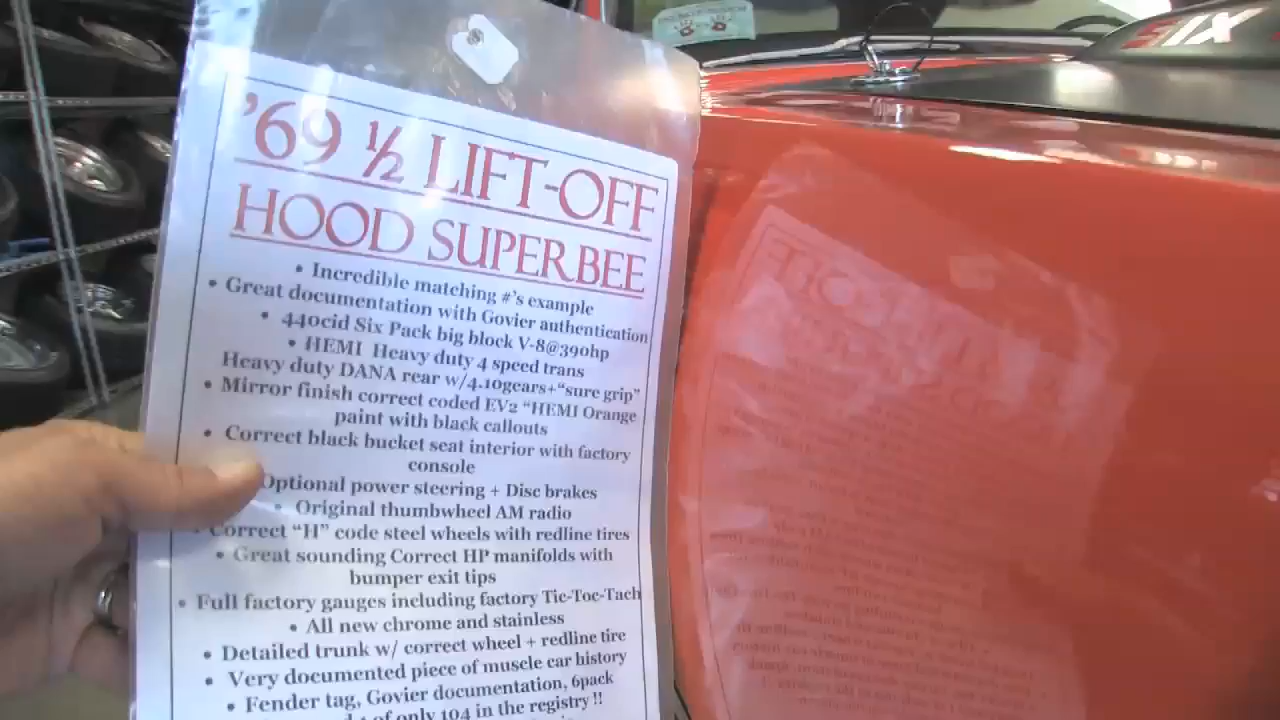 '69 ½ LIFT-OFF
HOOD SUPERBEE
• Incredible matching #'s example
• Great documentation with Govier authentication
• 440cid Six Pack big block V-8@390hp
• HEMI Heavy duty 4 speed trans
Heavy duty DANA rear w/4.10gears+"sure grip"
• Mirror finish correct coded EV2 "HEMI Orange
paint with black callouts
• Correct black bucket seat interior with factory
console
Optional power steering + Disc brakes
• Original thumbwheel AM radio
• Correct "H" code steel wheels with redline tires
• Great sounding Correct HP manifolds with
bumper exit tips
• Full factory gauges including factory Tic-Toc-Tach
• All new chrome and stainless
• Detailed trunk w/ correct wheel + redline tire
• Very documented piece of muscle car history
• Fender tag, Govier documentation, 6pack
of only 104 in the registry !!
SIX